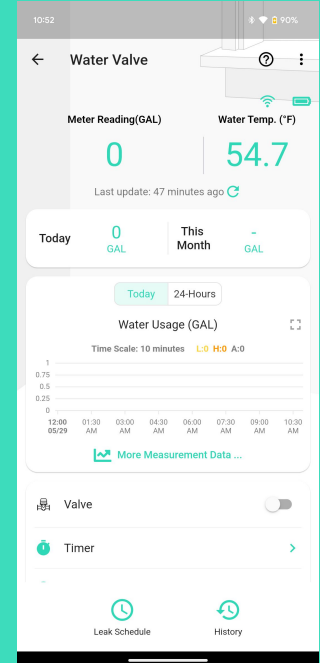 10:52
90%
Water Valve
Meter Reading(GAL)
Water Temp. (°F)
0
54.7
Last update: 47 minutes ago
Today
0
GAL
This
Month
-
GAL
Today
24-Hours
Water Usage (GAL)
Time Scale: 10 minutes L:0 H:0 A:0
1
0.75
0.5
0.25
0
12:00 01:30 03:00 04:30 06:00 07:30 09:00 10:30
05/29 AM AM AM AM AM AM AM
More Measurement Data ...
Valve
Timer
Leak Schedule
History